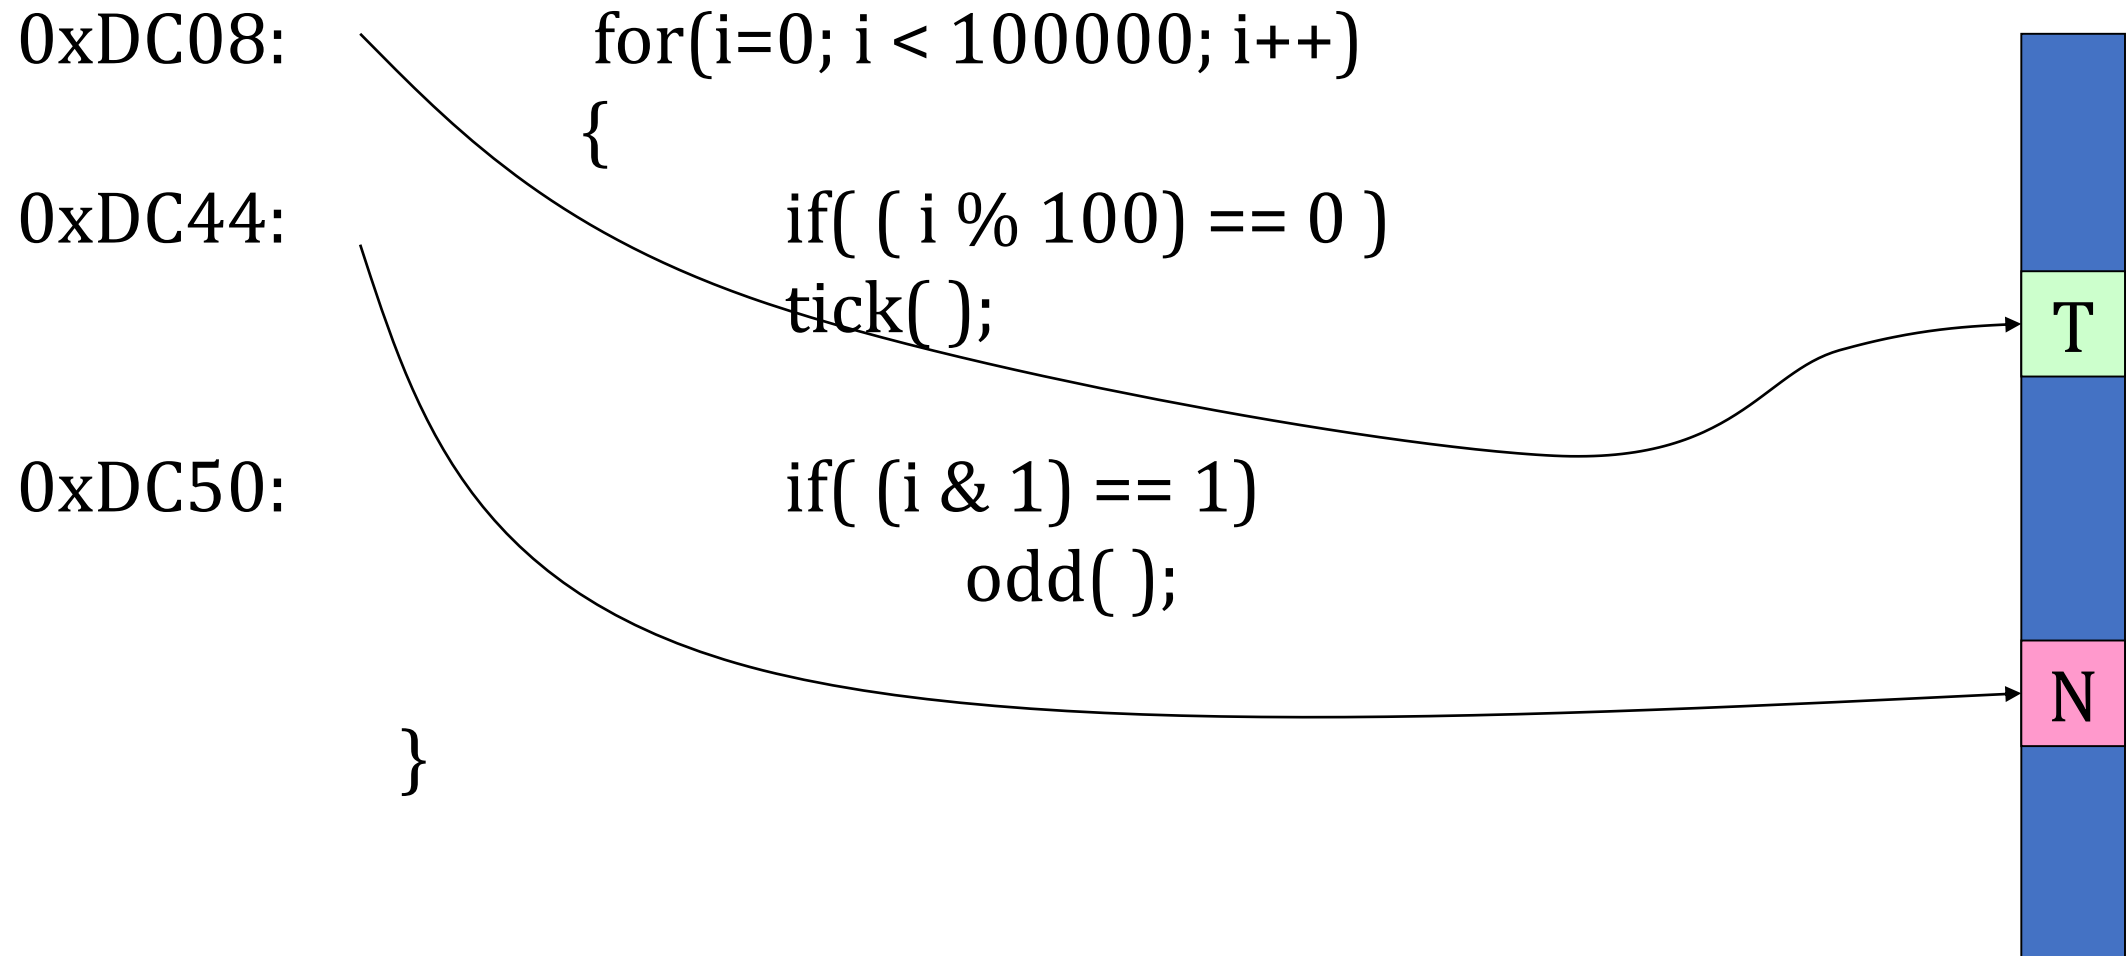 0xDC08: for(i=0; i < 100000; i++)
{
0xDC44: if( ( i % 100) == 0 )
tick( );
T
0xDC50: if( (i & 1) == 1)
odd( );
N
}